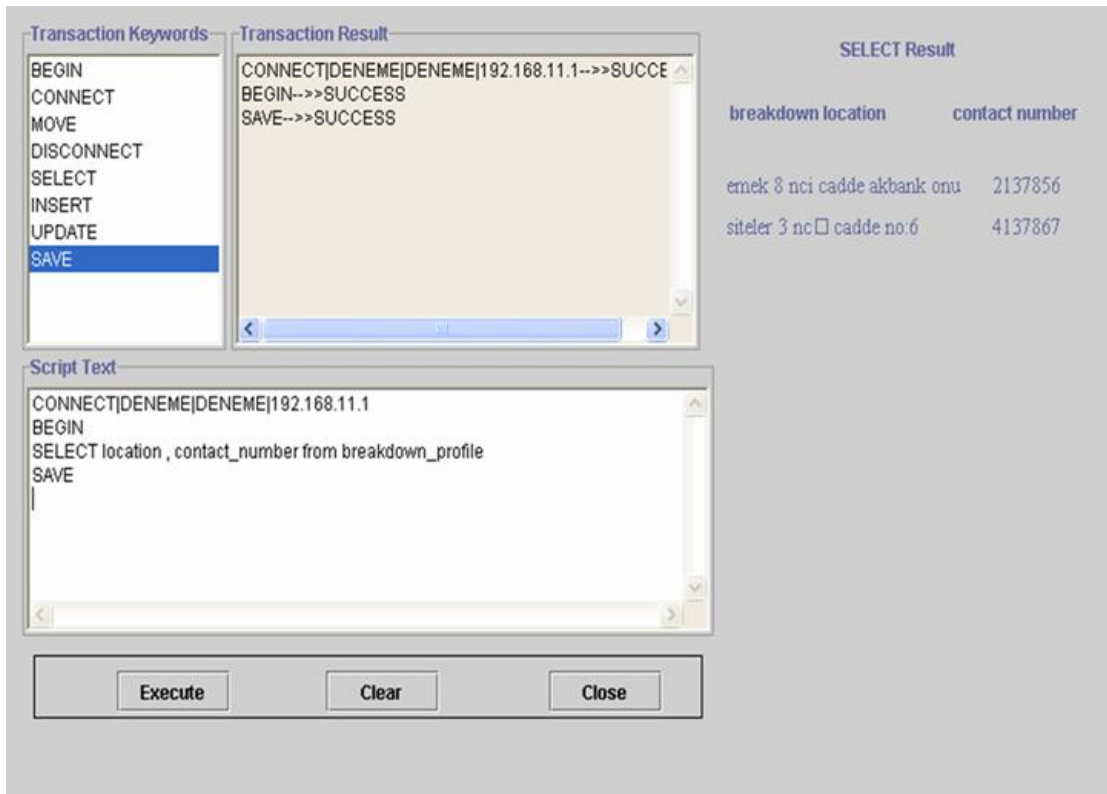 Transaction Keywords
BEGIN
CONNECT
MOVE
DISCONNECT
SELECT
INSERT
UPDATE
SAVE
Transaction Result
CONNECT|DENEME|DENEME|192.168.11.1-->>SUCCE
BEGIN-->>SUCCESS
SAVE-->>SUCCESS
SELECT Result
breakdown location contact number
emek 8 nci cadde akbank onu 2137856
siteler 3 nc□ cadde no:6 4137867
Script Text
CONNECT|DENEME|DENEME|192.168.11.1
BEGIN
SELECT location , contact_number from breakdown_profile
SAVE
Execute Clear Close